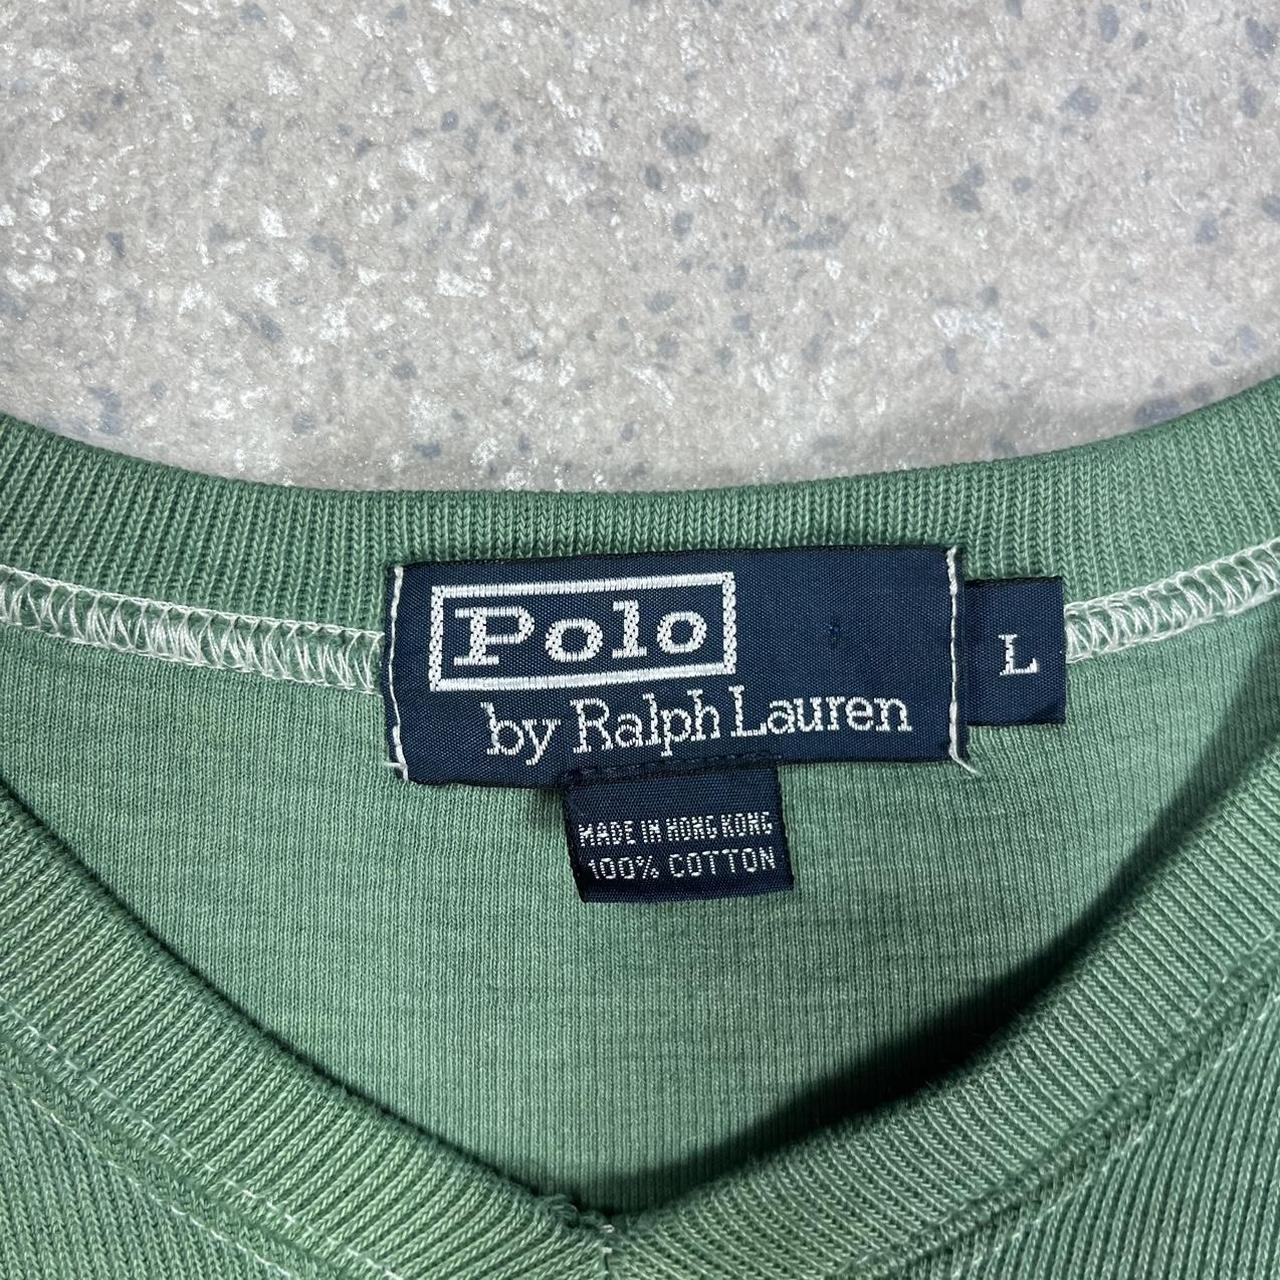 Polo
by Ralph Lauren
L
MADE IN HONG KONG
100% COTTON